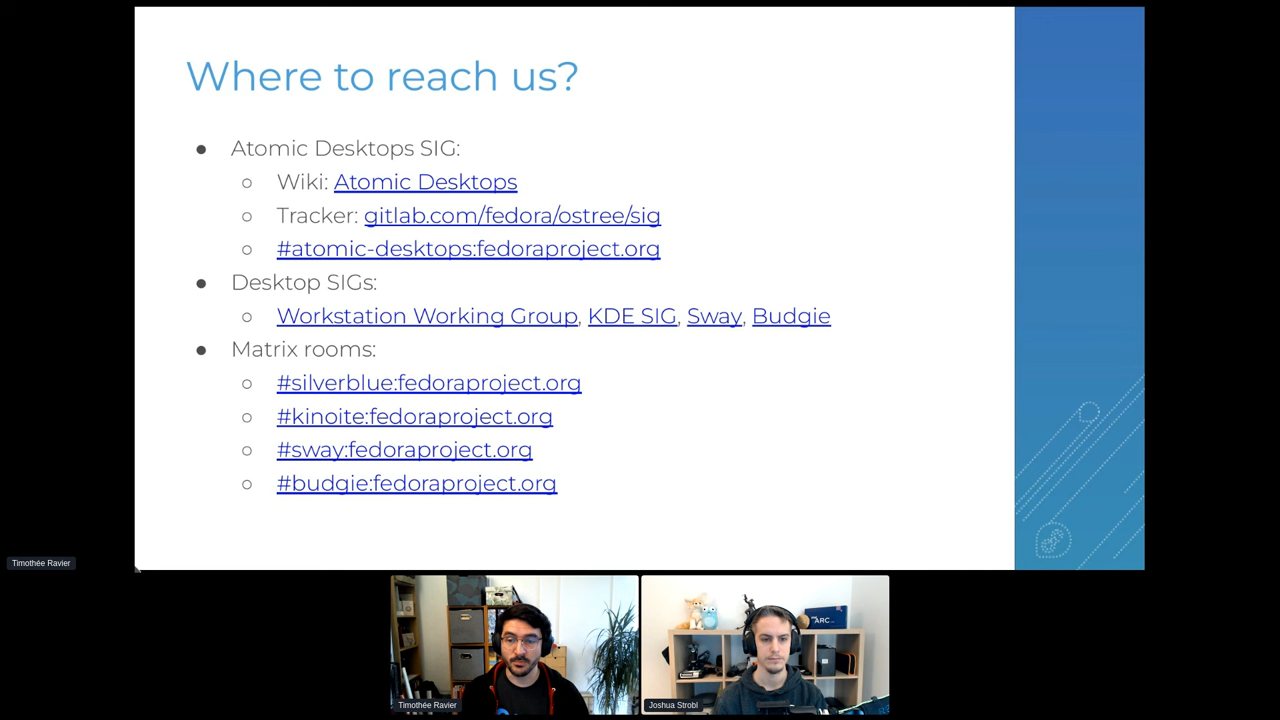 Where to reach us?
● Atomic Desktops SIG:
○ Wiki: Atomic Desktops
○ Tracker: gitlab.com/fedora/ostree/sig
○ #atomic-desktops:fedoraproject.org
● Desktop SIGs:
○ Workstation Working Group, KDE SIG, Sway, Budgie
● Matrix rooms:
○ #silverblue:fedoraproject.org
○ #kinoite:fedoraproject.org
○ #sway:fedoraproject.org
○ #budgie:fedoraproject.org
Timothée Ravier
ARC
Timothée Ravier
Joshua Strobl